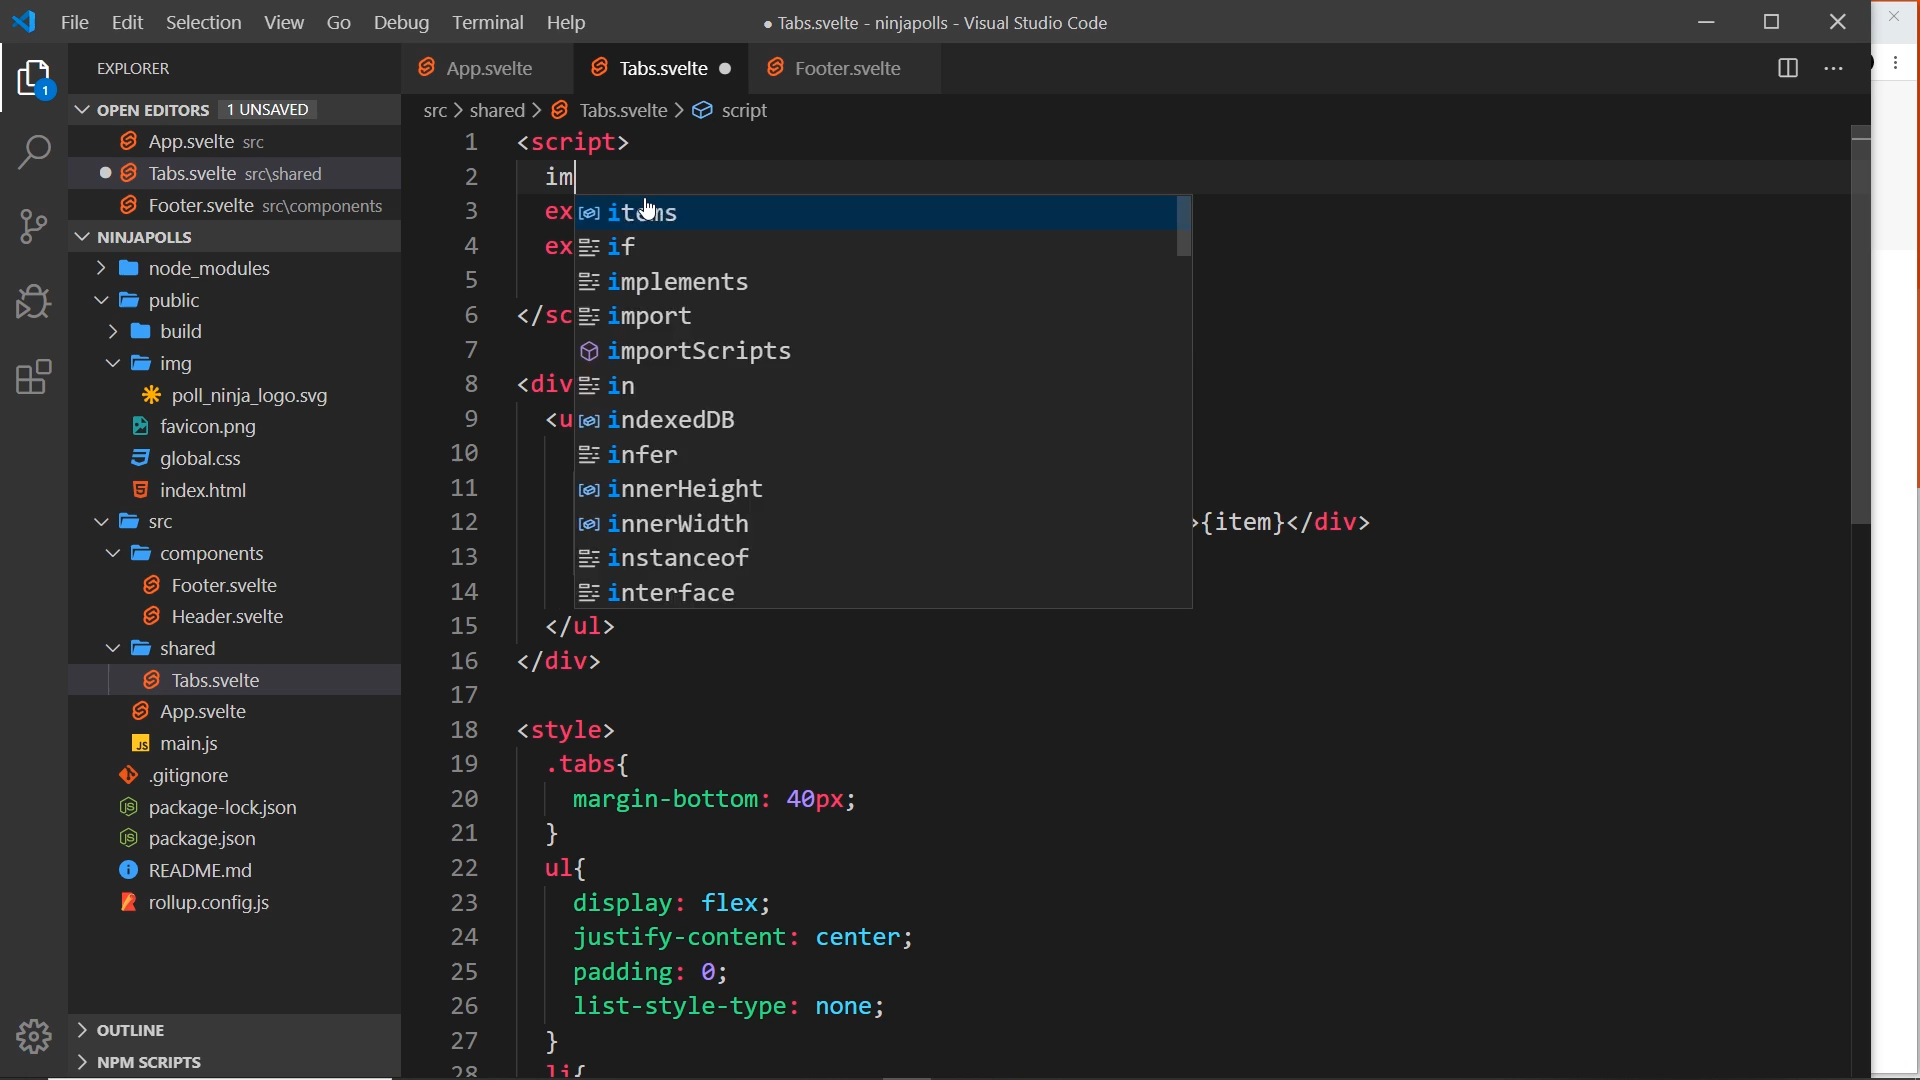 File Edit Selection View Go Debug Terminal Help
● Tabs.svelte - ninjapolls - Visual Studio Code
EXPLORER
OPEN EDITORS 1 UNSAVED
App.svelte src
Tabs.svelte src\shared
Footer.svelte src\components
NINJAPOLLS
node_modules
public
build
img
poll_ninja_logo.svg
favicon.png
global.css
index.html
src
components
Footer.svelte
Header.svelte
shared
Tabs.svelte
App.svelte
main.js
.gitignore
package-lock.json
package.json
README.md
rollup.config.js
OUTLINE
NPM SCRIPTS
1
App.svelte Tabs.svelte Footer.svelte
src > shared > Tabs.svelte > script
1 <script>
2 im
3 ex
4 ex
5
6 </sc
7
8 <div
9 <u
10
11
12 >{item}</div>
13
14
15 </ul>
16 </div>
17
18 <style>
19 .tabs{
20 margin-bottom: 40px;
21 }
22 ul{
23 display: flex;
24 justify-content: center;
25 padding: 0;
26 list-style-type: none;
27 }
28 li{
items
if
implements
import
importScripts
in
indexedDB
infer
innerHeight
innerWidth
instanceof
interface